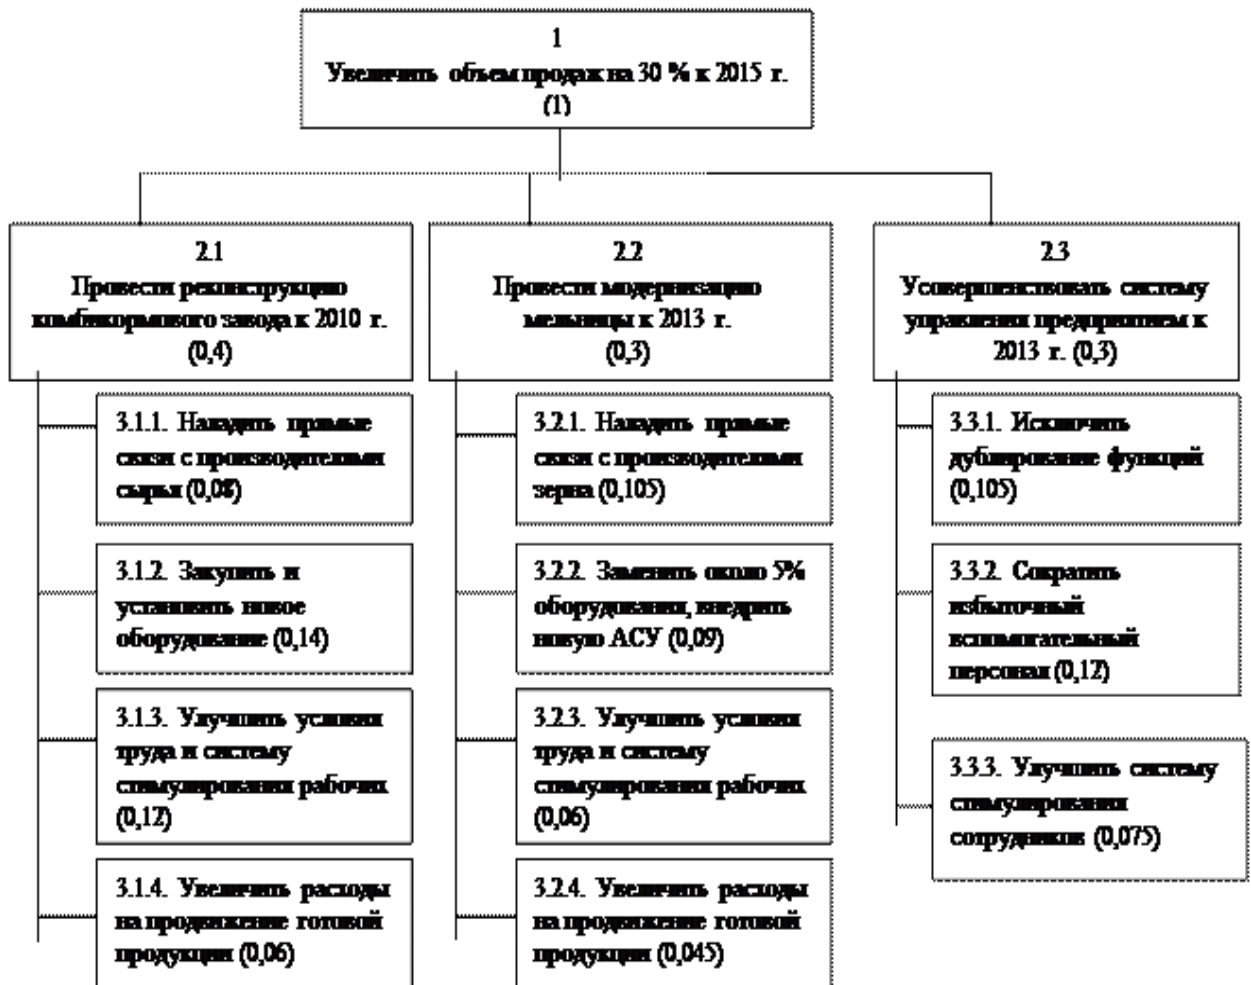 1
Увеличить объем продаж на 30 % к 2015 г.
(1)
2.1
Провести реконструкцию
комбикормового завода к 2010 г.
(0,4)
2.2
Провести модернизацию
мельницы к 2013 г.
(0,3)
2.3
Усовершенствовать систему
управления предприятием к
2013 г. (0,3)
3.1.1. Наладить прямые
связи с производителями
сырья (0,08)
3.1.2. Закупить и
установить новое
оборудование (0,14)
3.1.3. Улучшить условия
труда и систему
стимулирования рабочих
(0,12)
3.1.4. Увеличить расходы
на продвижение готовой
продукции (0,06)
3.2.1. Наладить прямые
связи с производителями
зерна (0,105)
3.2.2. Заменить около 5%
оборудования, внедрить
новую АСУ (0,09)
3.2.3. Улучшить условия
труда и систему
стимулирования рабочих
(0,06)
3.2.4. Увеличить расходы
на продвижение готовой
продукции (0,045)
3.3.1. Исключить
дублирование функций
(0,105)
3.3.2. Сократить
избыточный
вспомогательный
персонал (0,12)
3.3.3. Улучшить систему
стимулирования
сотрудников (0,075)